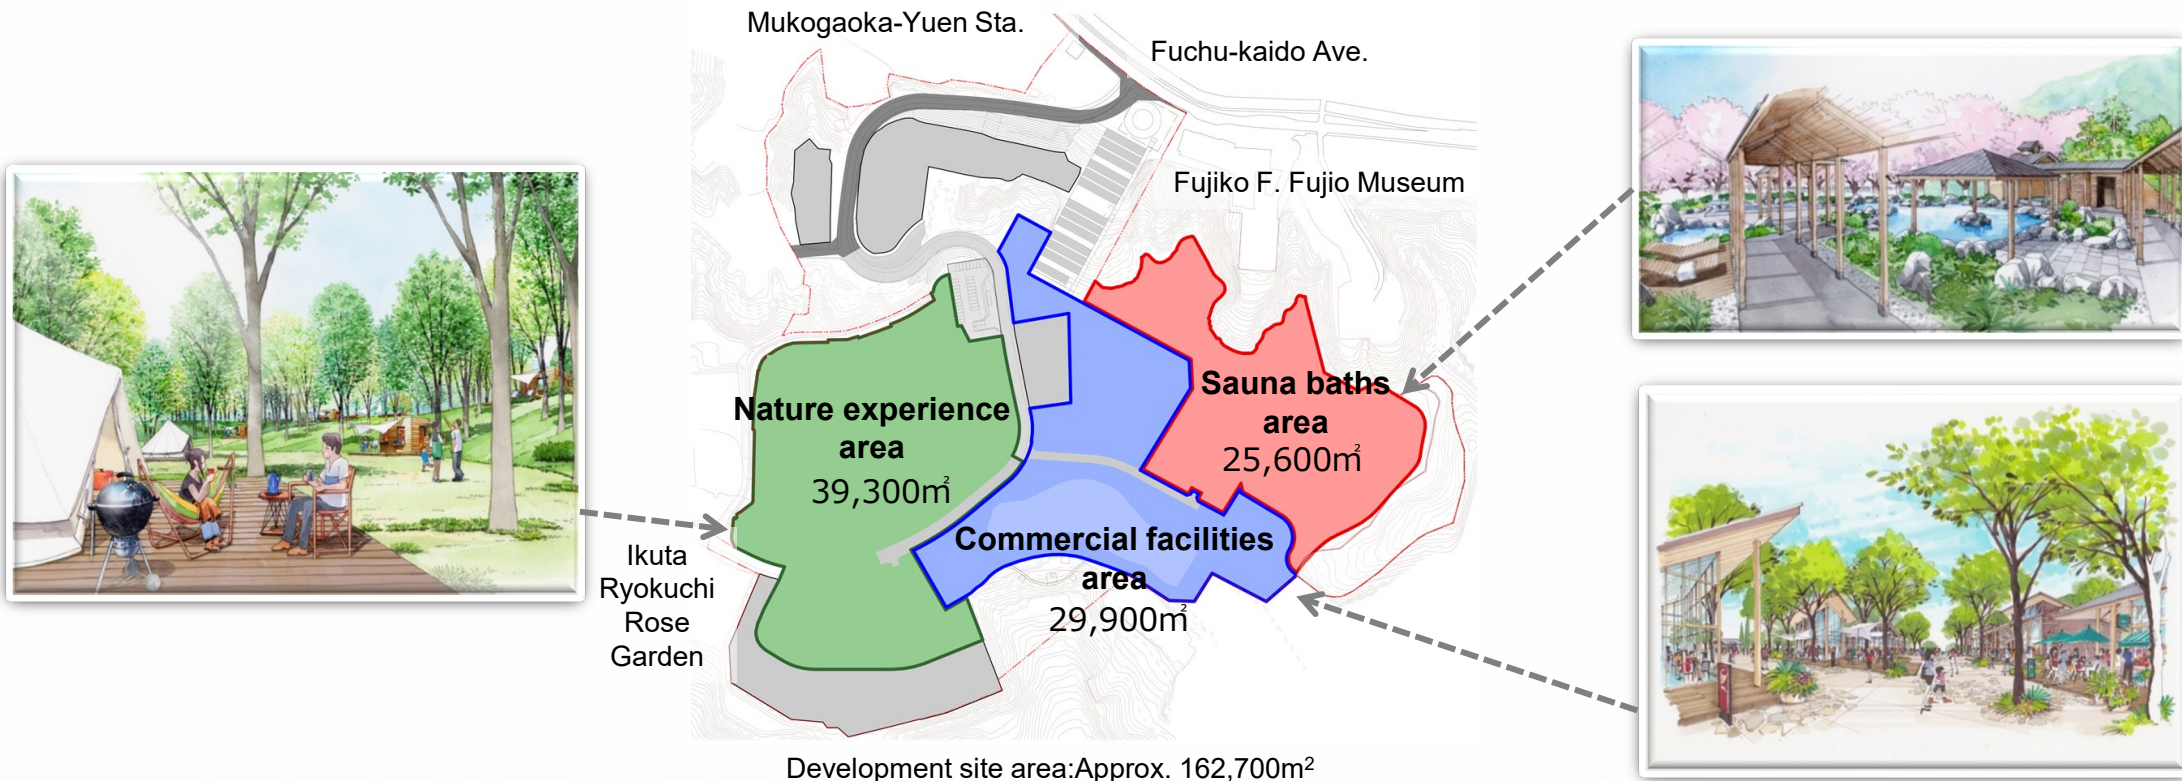 Mukogaoka-Yuen Sta.
Fuchu-kaido Ave.
Fujiko F. Fujio Museum
Nature experience
area
39,300㎡
Sauna baths
area
25,600㎡
Commercial facilities
area
29,900㎡
Ikuta
Ryokuchi
Rose
Garden
Development site area:Approx. 162,700m²